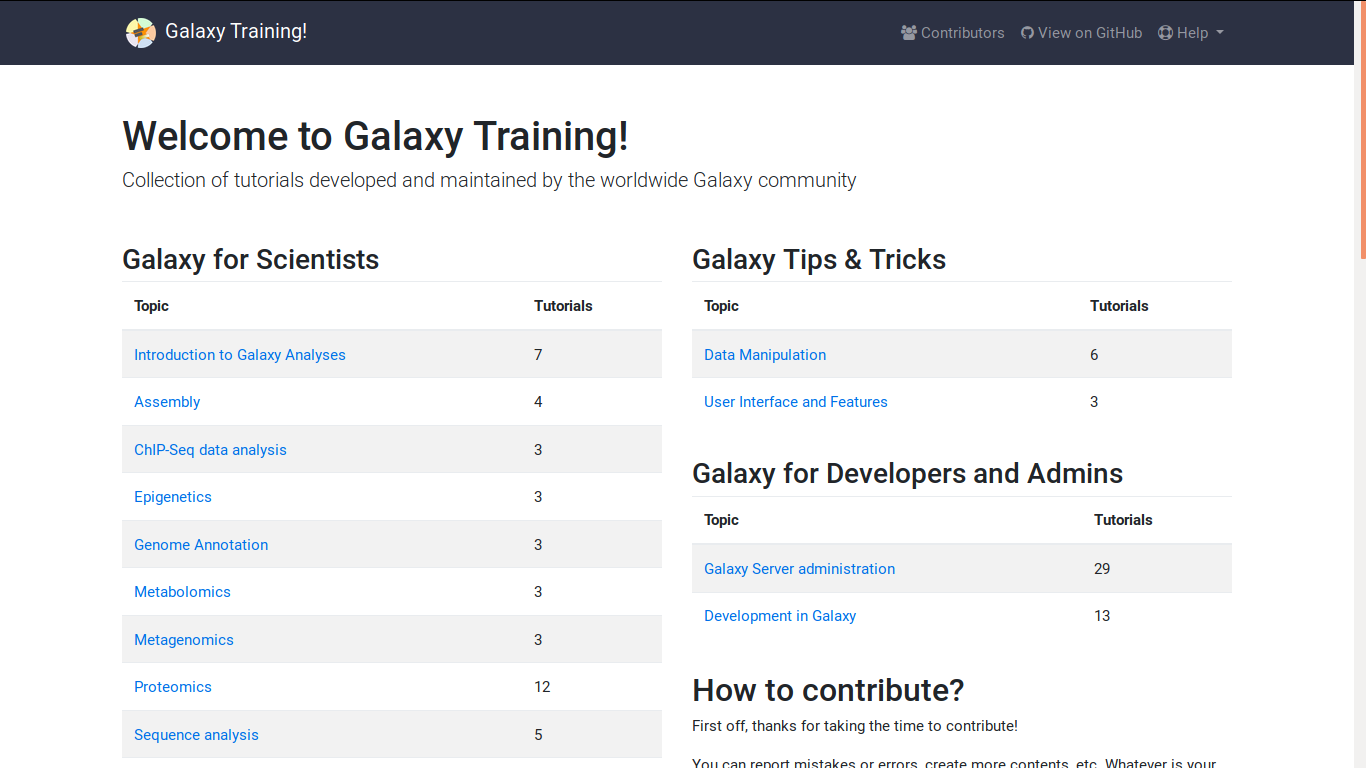 Galaxy Training!
Contributors View on GitHub Help
Welcome to Galaxy Training!
Collection of tutorials developed and maintained by the worldwide Galaxy community
Galaxy for Scientists
Topic Tutorials
Introduction to Galaxy Analyses 7
Assembly 4
ChIP-Seq data analysis 3
Epigenetics 3
Genome Annotation 3
Metabolomics 3
Metagenomics 3
Proteomics 12
Sequence analysis 5
Galaxy Tips & Tricks
Topic Tutorials
Data Manipulation 6
User Interface and Features 3
Galaxy for Developers and Admins
Topic Tutorials
Galaxy Server administration 29
Development in Galaxy 13
How to contribute?
First off, thanks for taking the time to contribute!
You can report mistakes or errors, create more contents, etc. Whatever is your